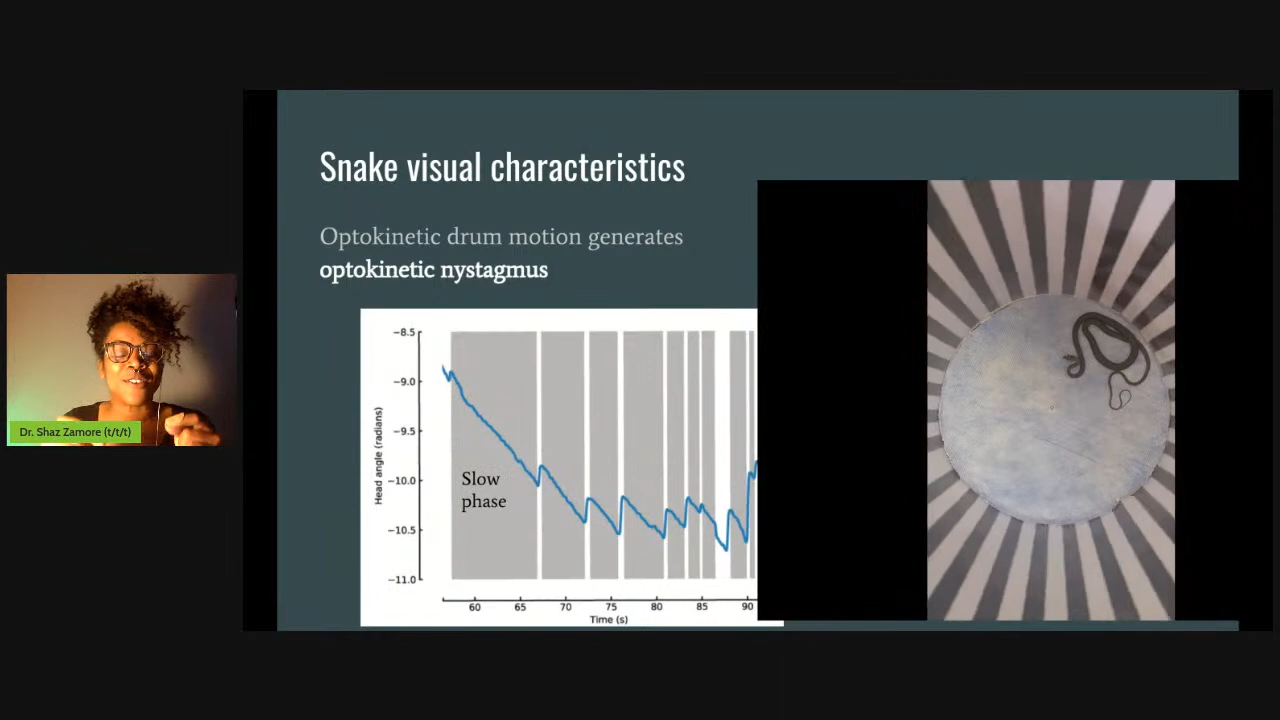 Snake visual characteristics
Optokinetic drum motion generates
optokinetic nystagmus
−8.5
−9.0
−9.5
−10.0
−10.5
−11.0
Head angle (radians)
Slow
phase
60 65 70 75 80 85 90
Time (s)
Dr. Shaz Zamore (t/t/t)